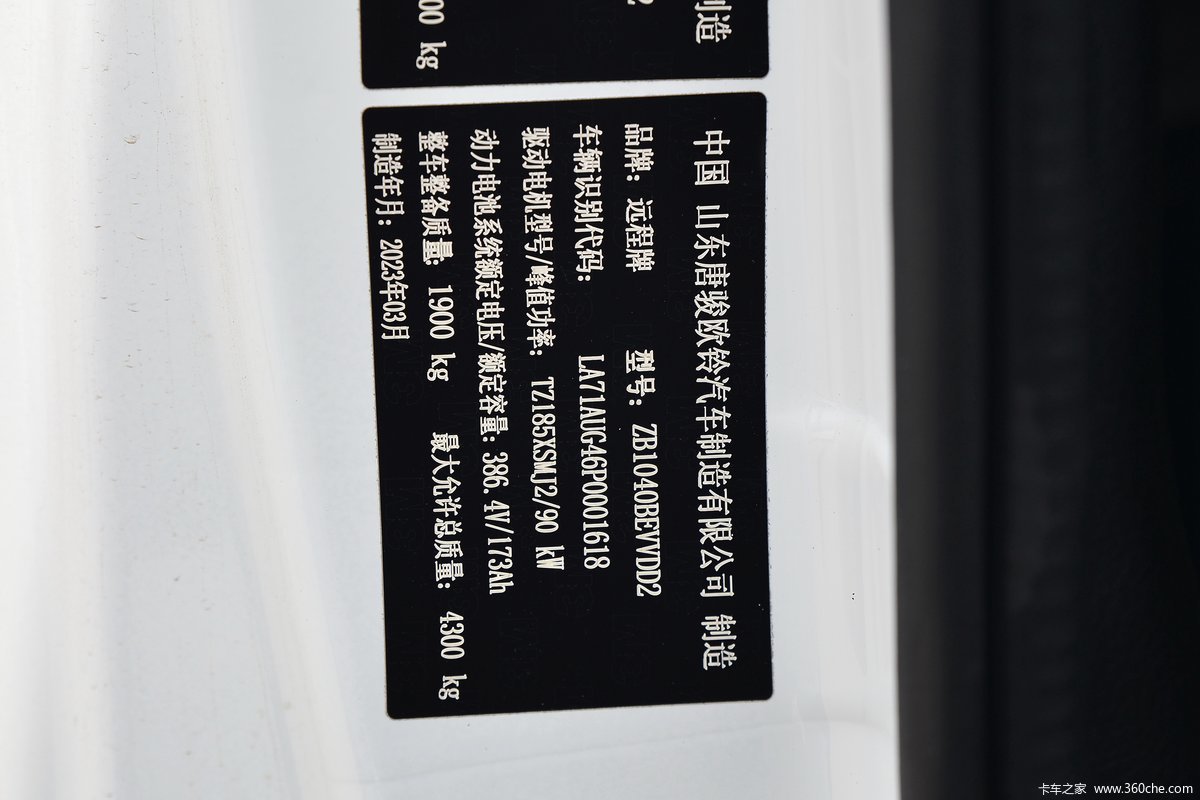 制造
2
00 kg
中国 山东唐骏欧铃汽车制造有限公司 制造
品牌：远程牌 型号：ZB1040BEVVDD2
车辆识别代码： LA71AUG46P0001618
驱动电机型号/峰值功率： TZ185XSMJ2/90 kW
动力电池系统额定电压/额定容量：386.4V/173Ah
整车整备质量：1900 kg 最大允许总质量： 4300 kg
制造年月：2023年03月
卡车之家 www.360che.com